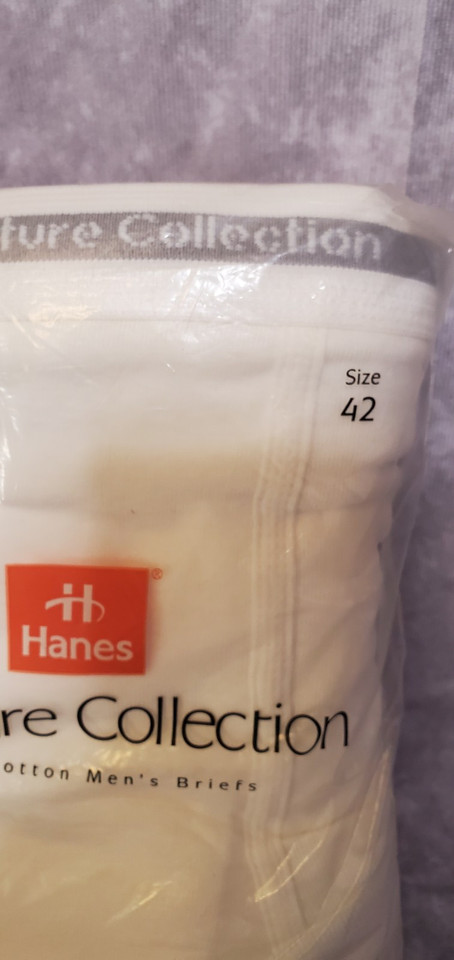 ture Collection
Size
42
H
®
Hanes
re Collection
otton Men's Briefs